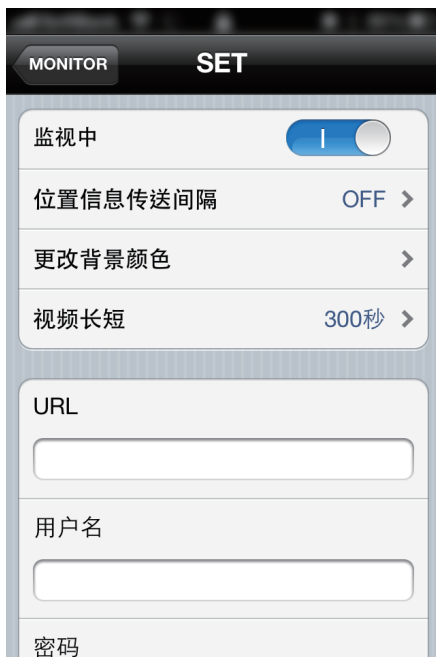 MONITOR SET
监视中
位置信息传送间隔 OFF
更改背景颜色
视频长短 300秒
URL
用户名
密码